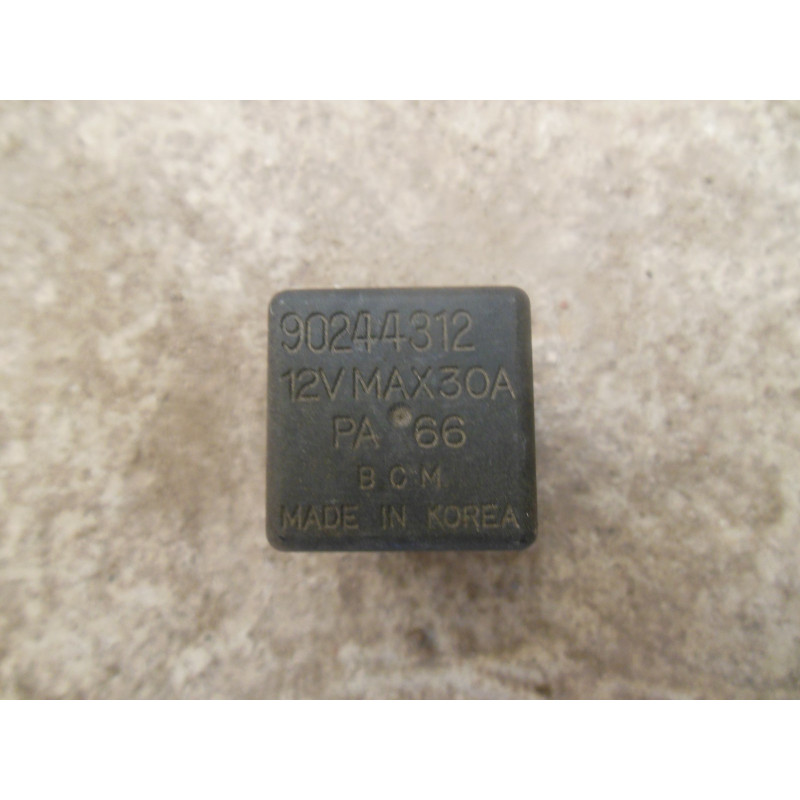 90244312
12V MAX30A
PA 66
B C M
MADE IN KOREA